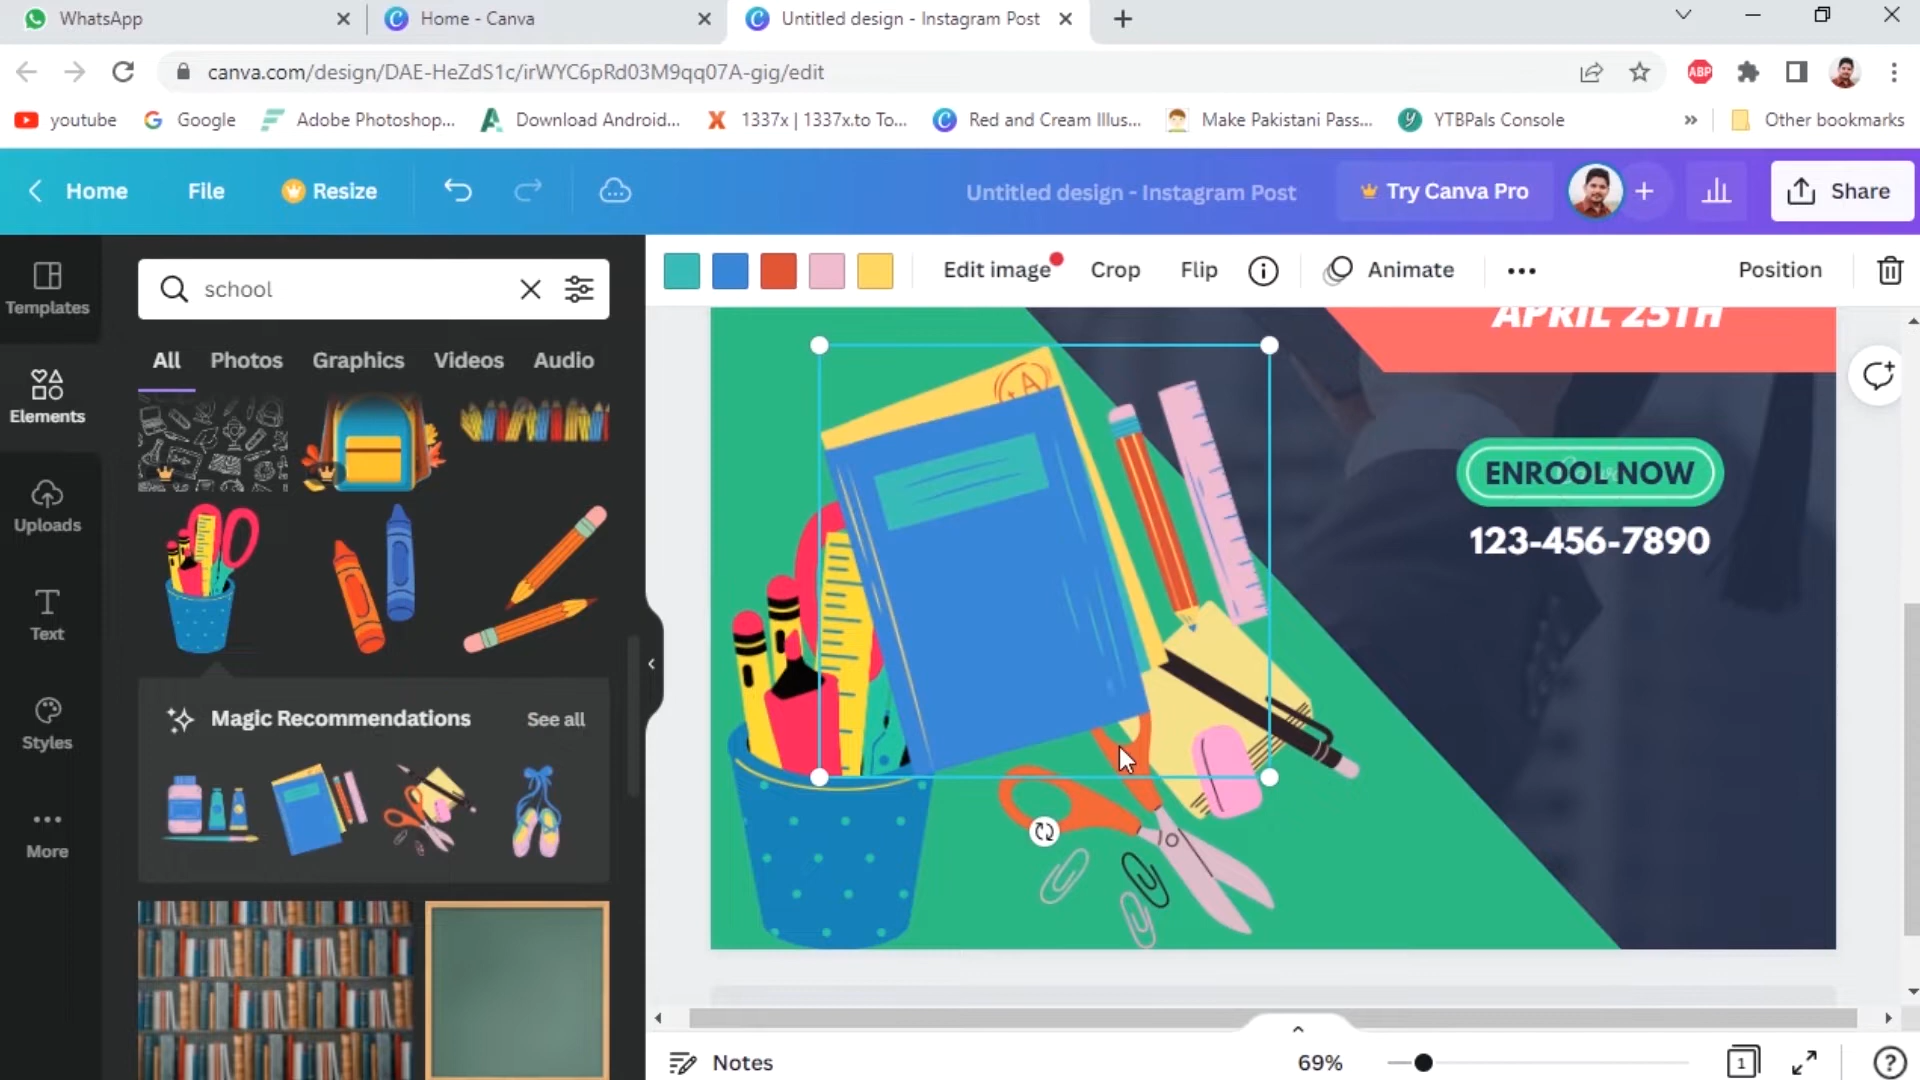 WhatsApp
Home - Canva
Untitled design - Instagram Post
canva.com/design/DAE-HeZdS1c/irWYC6pRd03M9qq07A-gig/edit
ABP
youtube
Google
Adobe Photoshop...
Download Android...
1337x | 1337x.to To...
Red and Cream Illus...
Make Pakistani Pass...
YTBPals Console
Other bookmarks
Home
File
Resize
Untitled design - Instagram Post
Try Canva Pro
Share
Templates
Elements
Uploads
Text
Styles
More
school
All
Photos
Graphics
Videos
Audio
Magic Recommendations
See all
Edit image
Crop
Flip
Animate
Position
APRIL 25TH
A+
ENROOL NOW
123-456-7890
Notes
69%
1